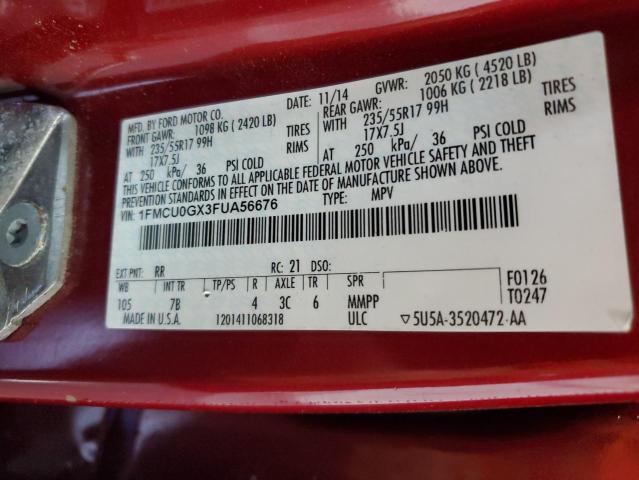 MFD. BY FORD MOTOR CO.
DATE: 11/14 GVWR: 2050 KG ( 4520 LB)
FRONT GAWR: 1098 KG ( 2420 LB) REAR GAWR: 1006 KG ( 2218 LB)
WITH 235/55R17 99H TIRES WITH 235/55R17 99H TIRES
17X7.5J RIMS 17X7.5J RIMS
AT 250 kPa/ 36 PSI COLD AT 250 kPa/ 36 PSI COLD
THIS VEHICLE CONFORMS TO ALL APPLICABLE FEDERAL MOTOR VEHICLE SAFETY AND THEFT
PREVENTION STANDARDS IN EFFECT ON THE DATE OF MANUFACTURE SHOWN ABOVE.
VIN: 1FMCU0GX3FUA56676 TYPE: MPV
EXT PNT: RR RC: 21 DSO:
WB INT TR TP/PS R AXLE TR SPR F0126
105 7B 4 3C 6 MMPP T0247
MADE IN U.S.A. 1201411068318 ULC ▽5U5A-3520472-AA